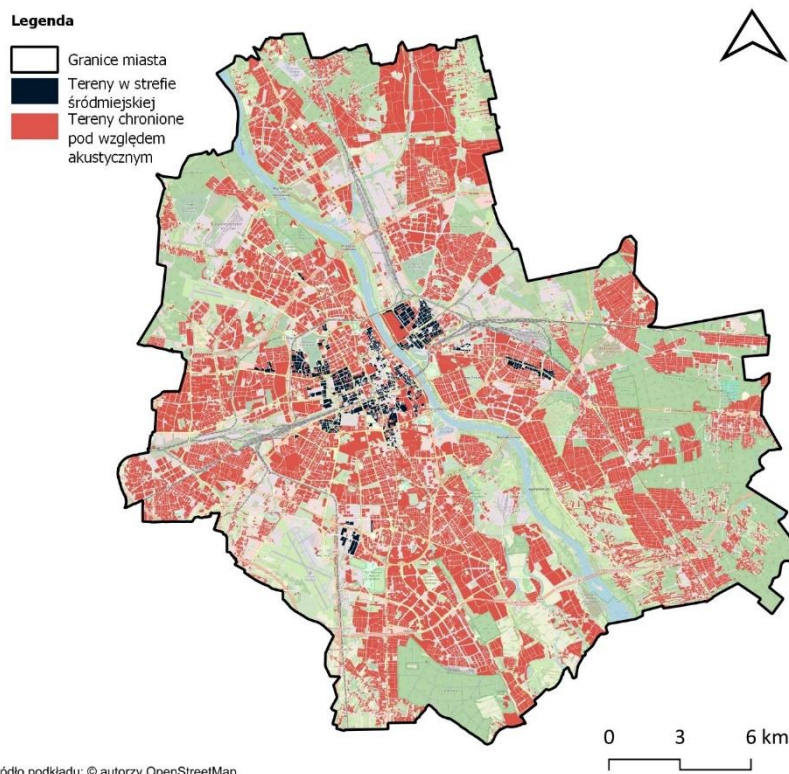 Legenda
Granice miasta
Tereny w strefie
śródmiejskiej
Tereny chronione
pod względem
akustycznym
0 3 6 km
ódło podkładu: © autorzy OpenStreetMap